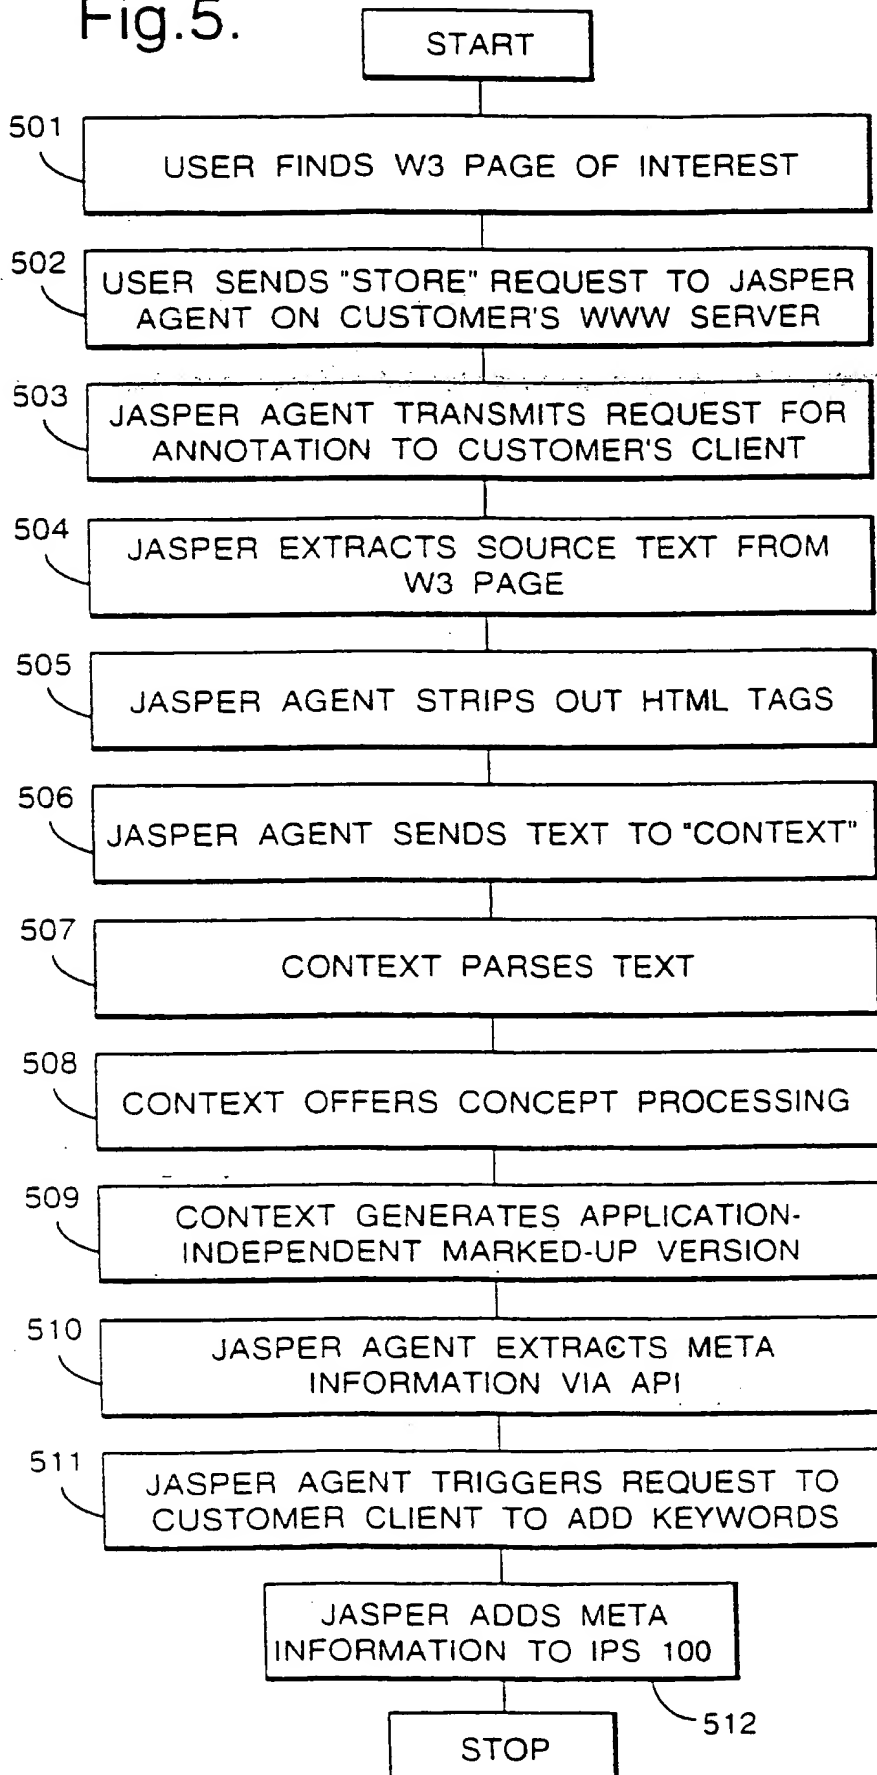 Fig.5.
START
501
USER FINDS W3 PAGE OF INTEREST
502
USER SENDS "STORE" REQUEST TO JASPER
AGENT ON CUSTOMER'S WWW SERVER
503
JASPER AGENT TRANSMITS REQUEST FOR
ANNOTATION TO CUSTOMER'S CLIENT
504
JASPER EXTRACTS SOURCE TEXT FROM
W3 PAGE
505
JASPER AGENT STRIPS OUT HTML TAGS
506
JASPER AGENT SENDS TEXT TO "CONTEXT"
507
CONTEXT PARSES TEXT
508
CONTEXT OFFERS CONCEPT PROCESSING
509
CONTEXT GENERATES APPLICATION-
INDEPENDENT MARKED-UP VERSION
510
JASPER AGENT EXTRACTS META
INFORMATION VIA API
511
JASPER AGENT TRIGGERS REQUEST TO
CUSTOMER CLIENT TO ADD KEYWORDS
JASPER ADDS META
INFORMATION TO IPS 100
512
STOP